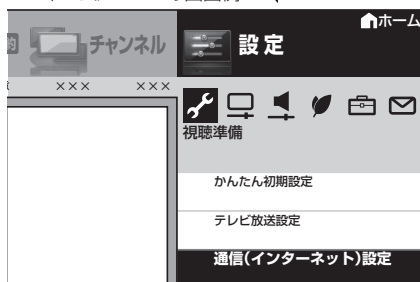 ホーム
チャンネル
設定
××× ×××
視聴準備
かんたん初期設定
テレビ放送設定
通信(インターネット)設定